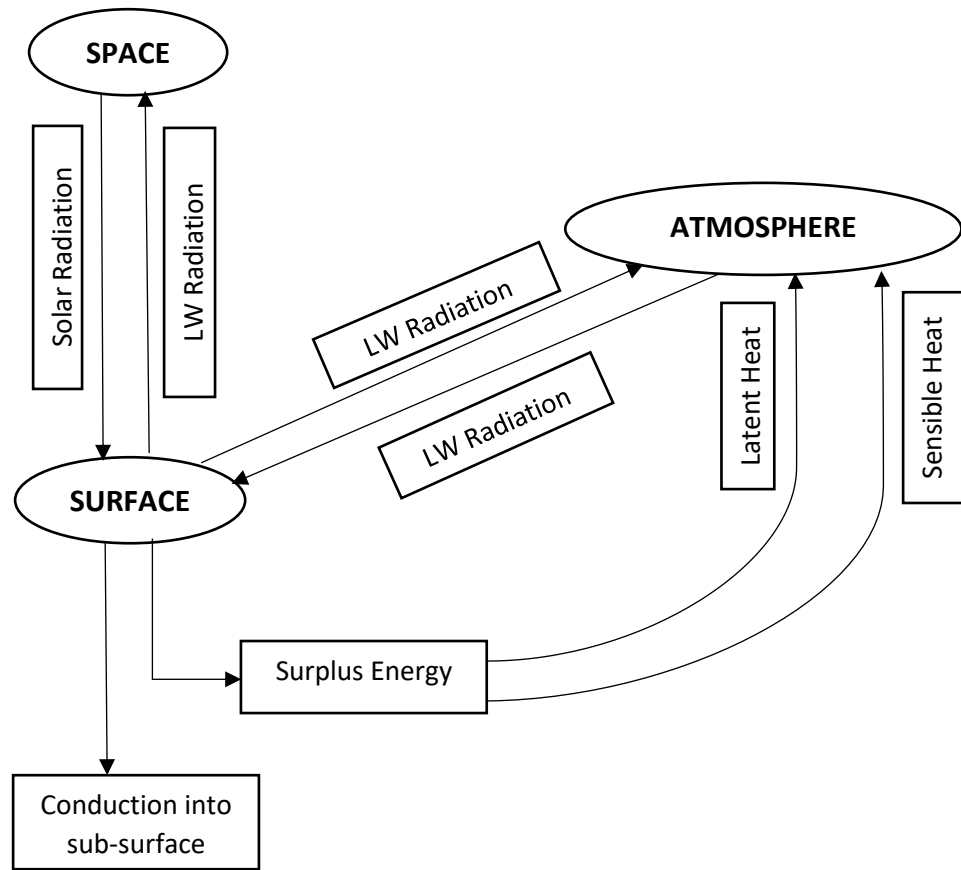 SPACE
Solar Radiation
LW Radiation
ATMOSPHERE
LW Radiation
LW Radiation
Latent Heat
Sensible Heat
SURFACE
Surplus Energy
Conduction into
sub-surface